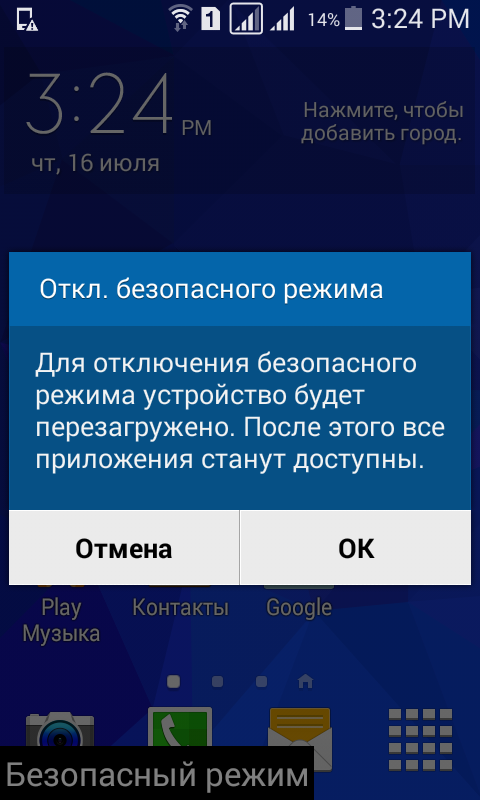 1 14% 3:24 PM
3:24 PM
Нажмите, чтобы
добавить город.
чт, 16 июля
Откл. безопасного режима
Для отключения безопасного
режима устройство будет
перезагружено. После этого все
приложения станут доступны.
Отмена OK
Play
Музыка
Контакты
Google
Безопасный режим